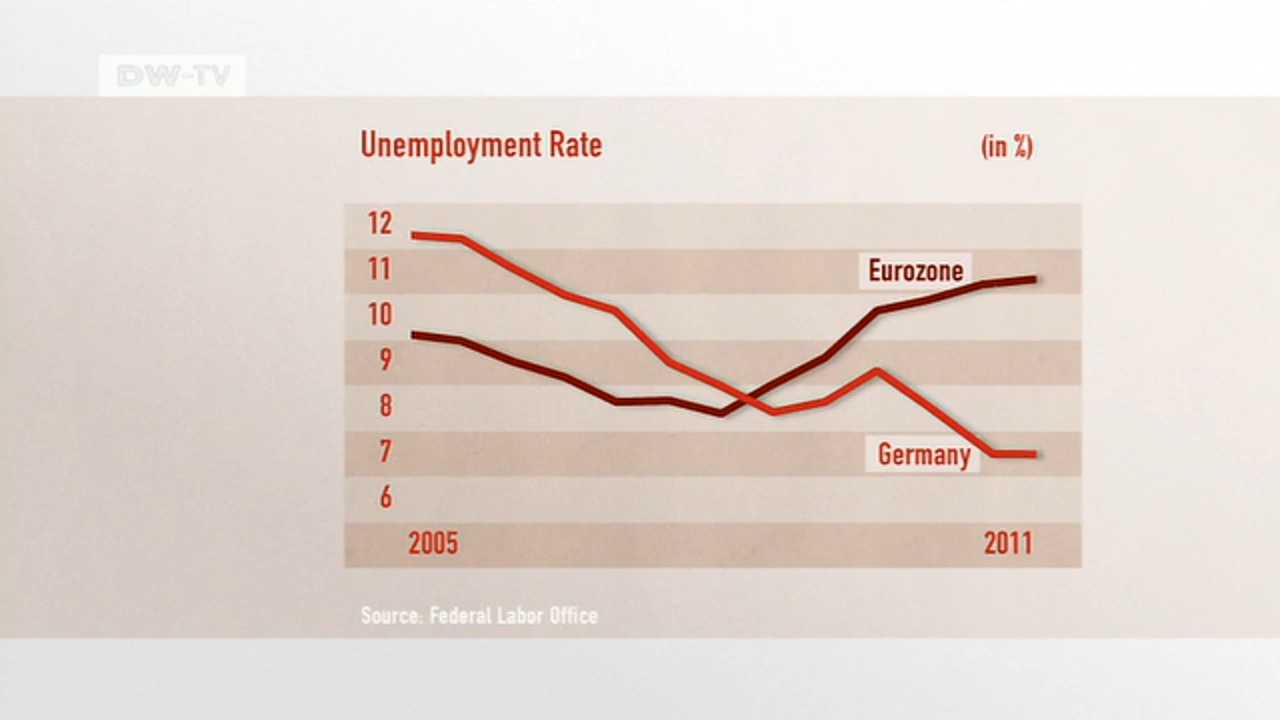 DW-TV
Unemployment Rate (in %)
12
11
Eurozone
10
9
8
7
Germany
6
2005 2011
Source: Federal Labor Office